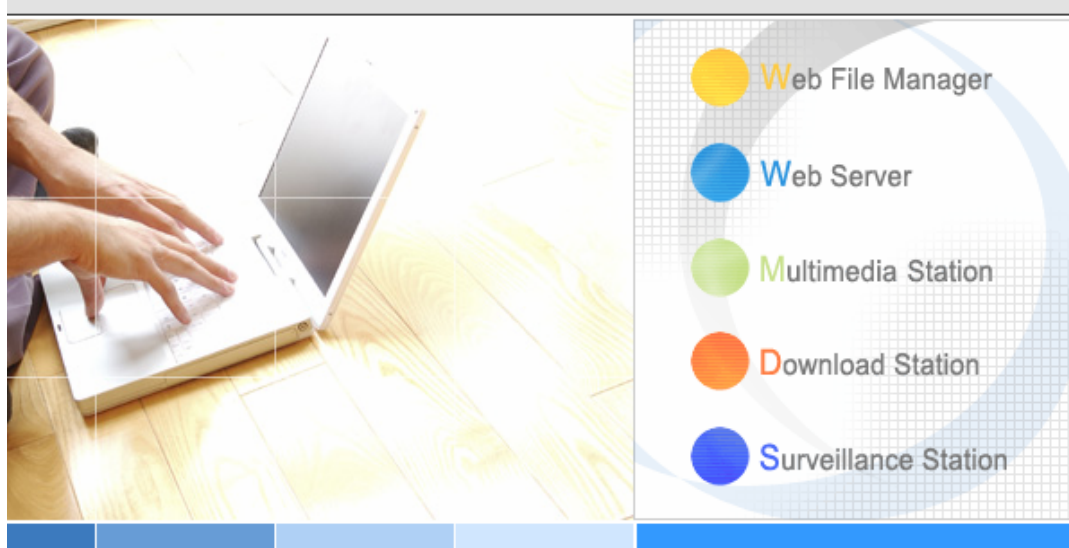 Web File Manager
Web Server
Multimedia Station
Download Station
Surveillance Station